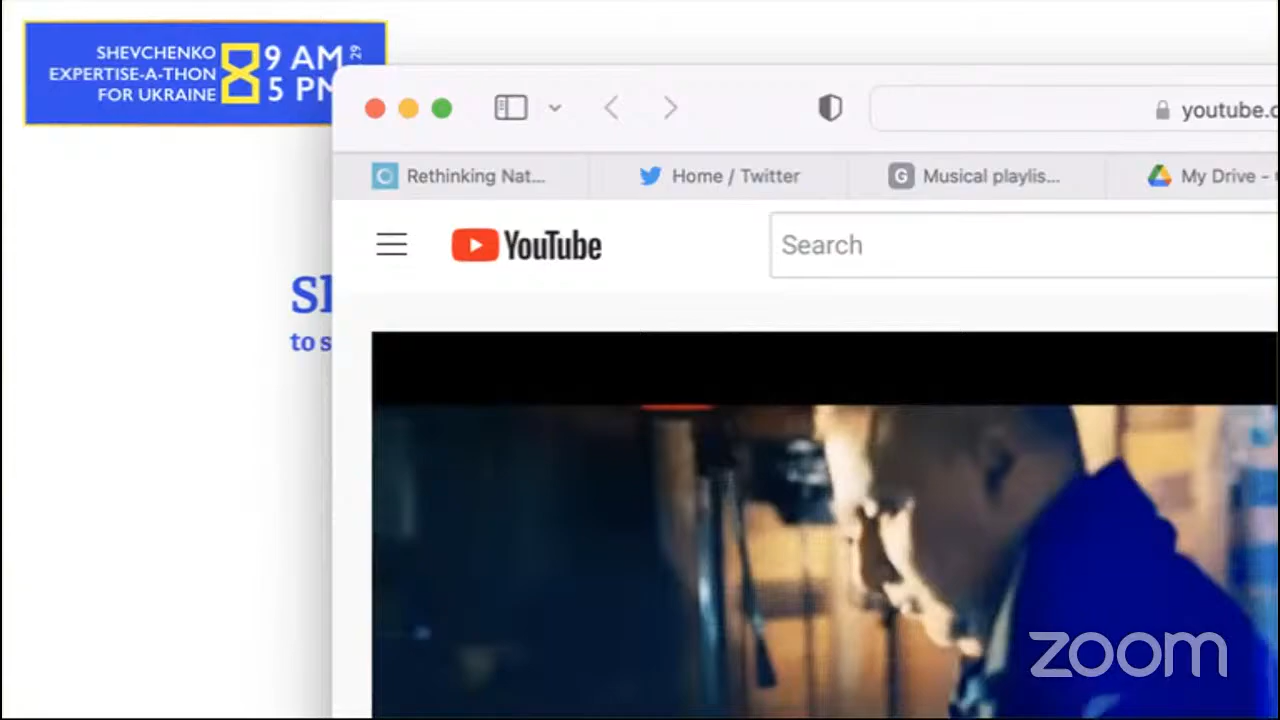 SHEVCHENKO
EXPERTISE-A-THON
FOR UKRAINE
9 AM
5 PM
29
youtube.c
Rethinking Nat...
Home / Twitter
G
Musical playlis...
My Drive -
YouTube
Search
Sh
to s
zoom